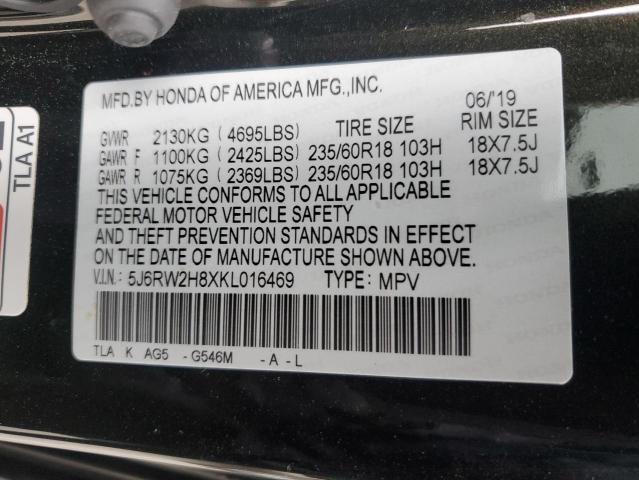 MFD.BY HONDA OF AMERICA MFG.,INC. 06/'19
GVWR 2130KG ( 4695LBS) TIRE SIZE RIM SIZE
GAWR F 1100KG ( 2425LBS) 235/60R18 103H 18X7.5J
GAWR R 1075KG ( 2369LBS) 235/60R18 103H 18X7.5J
THIS VEHICLE CONFORMS TO ALL APPLICABLE
FEDERAL MOTOR VEHICLE SAFETY
AND THEFT PREVENTION STANDARDS IN EFFECT
ON THE DATE OF MANUFACTURE SHOWN ABOVE.
V.I.N.: 5J6RW2H8XKL016469 TYPE: MPV
TLA K AG5 - G546M - A - L
TLA A1